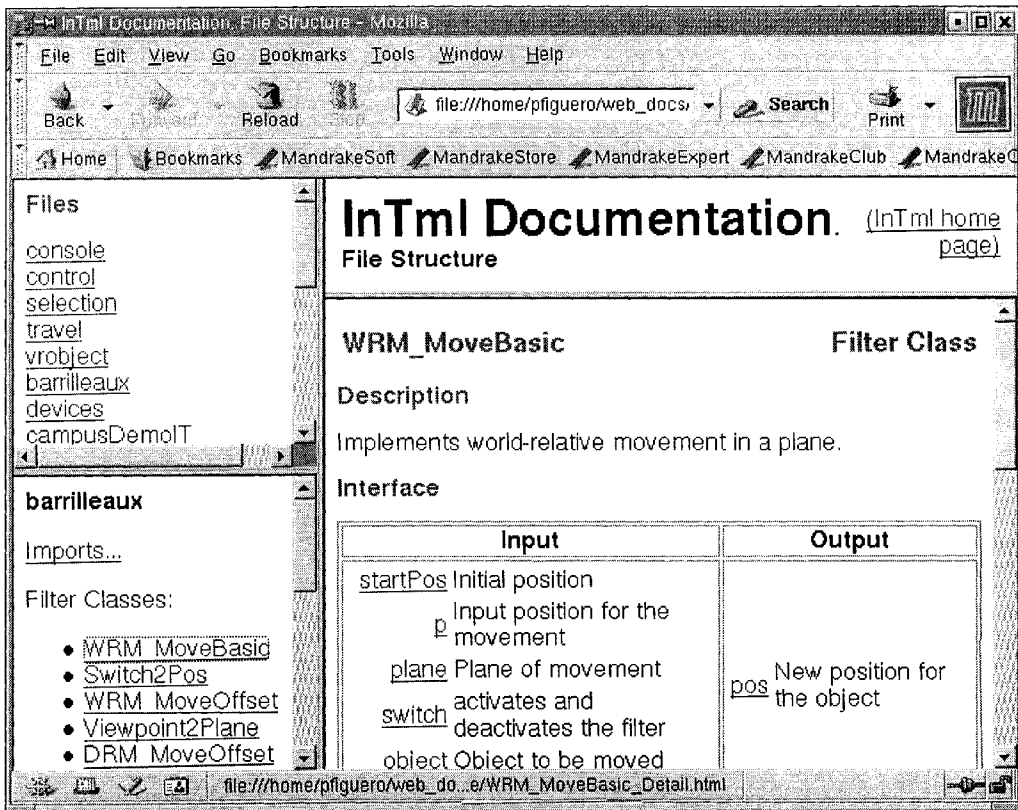 InTml Documentation. File Structure - Mozilla
File Edit View Go Bookmarks Tools Window Help
Back Reload Stop file:///home/pfiguero/web_docs/ Search Print
Home Bookmarks MandrakeSoft MandrakeStore MandrakeExpert MandrakeClub MandrakeC
Files
console
control
selection
travel
vrobject
barrilleaux
devices
campusDemoIT
barrilleaux
Imports...
Filter Classes:
WRM_MoveBasic
Switch2Pos
WRM_MoveOffset
Viewpoint2Plane
DRM_MoveOffset
InTml Documentation.
(InTml home page)
File Structure
WRM_MoveBasic Filter Class
Description
Implements world-relative movement in a plane.
Interface
Input Output
startPos Initial position
p Input position for the movement
plane Plane of movement
switch activates and deactivates the filter
object Object to be moved
pos New position for the object
file:///home/pfiguero/web_do...e/WRM_MoveBasic_Detail.html